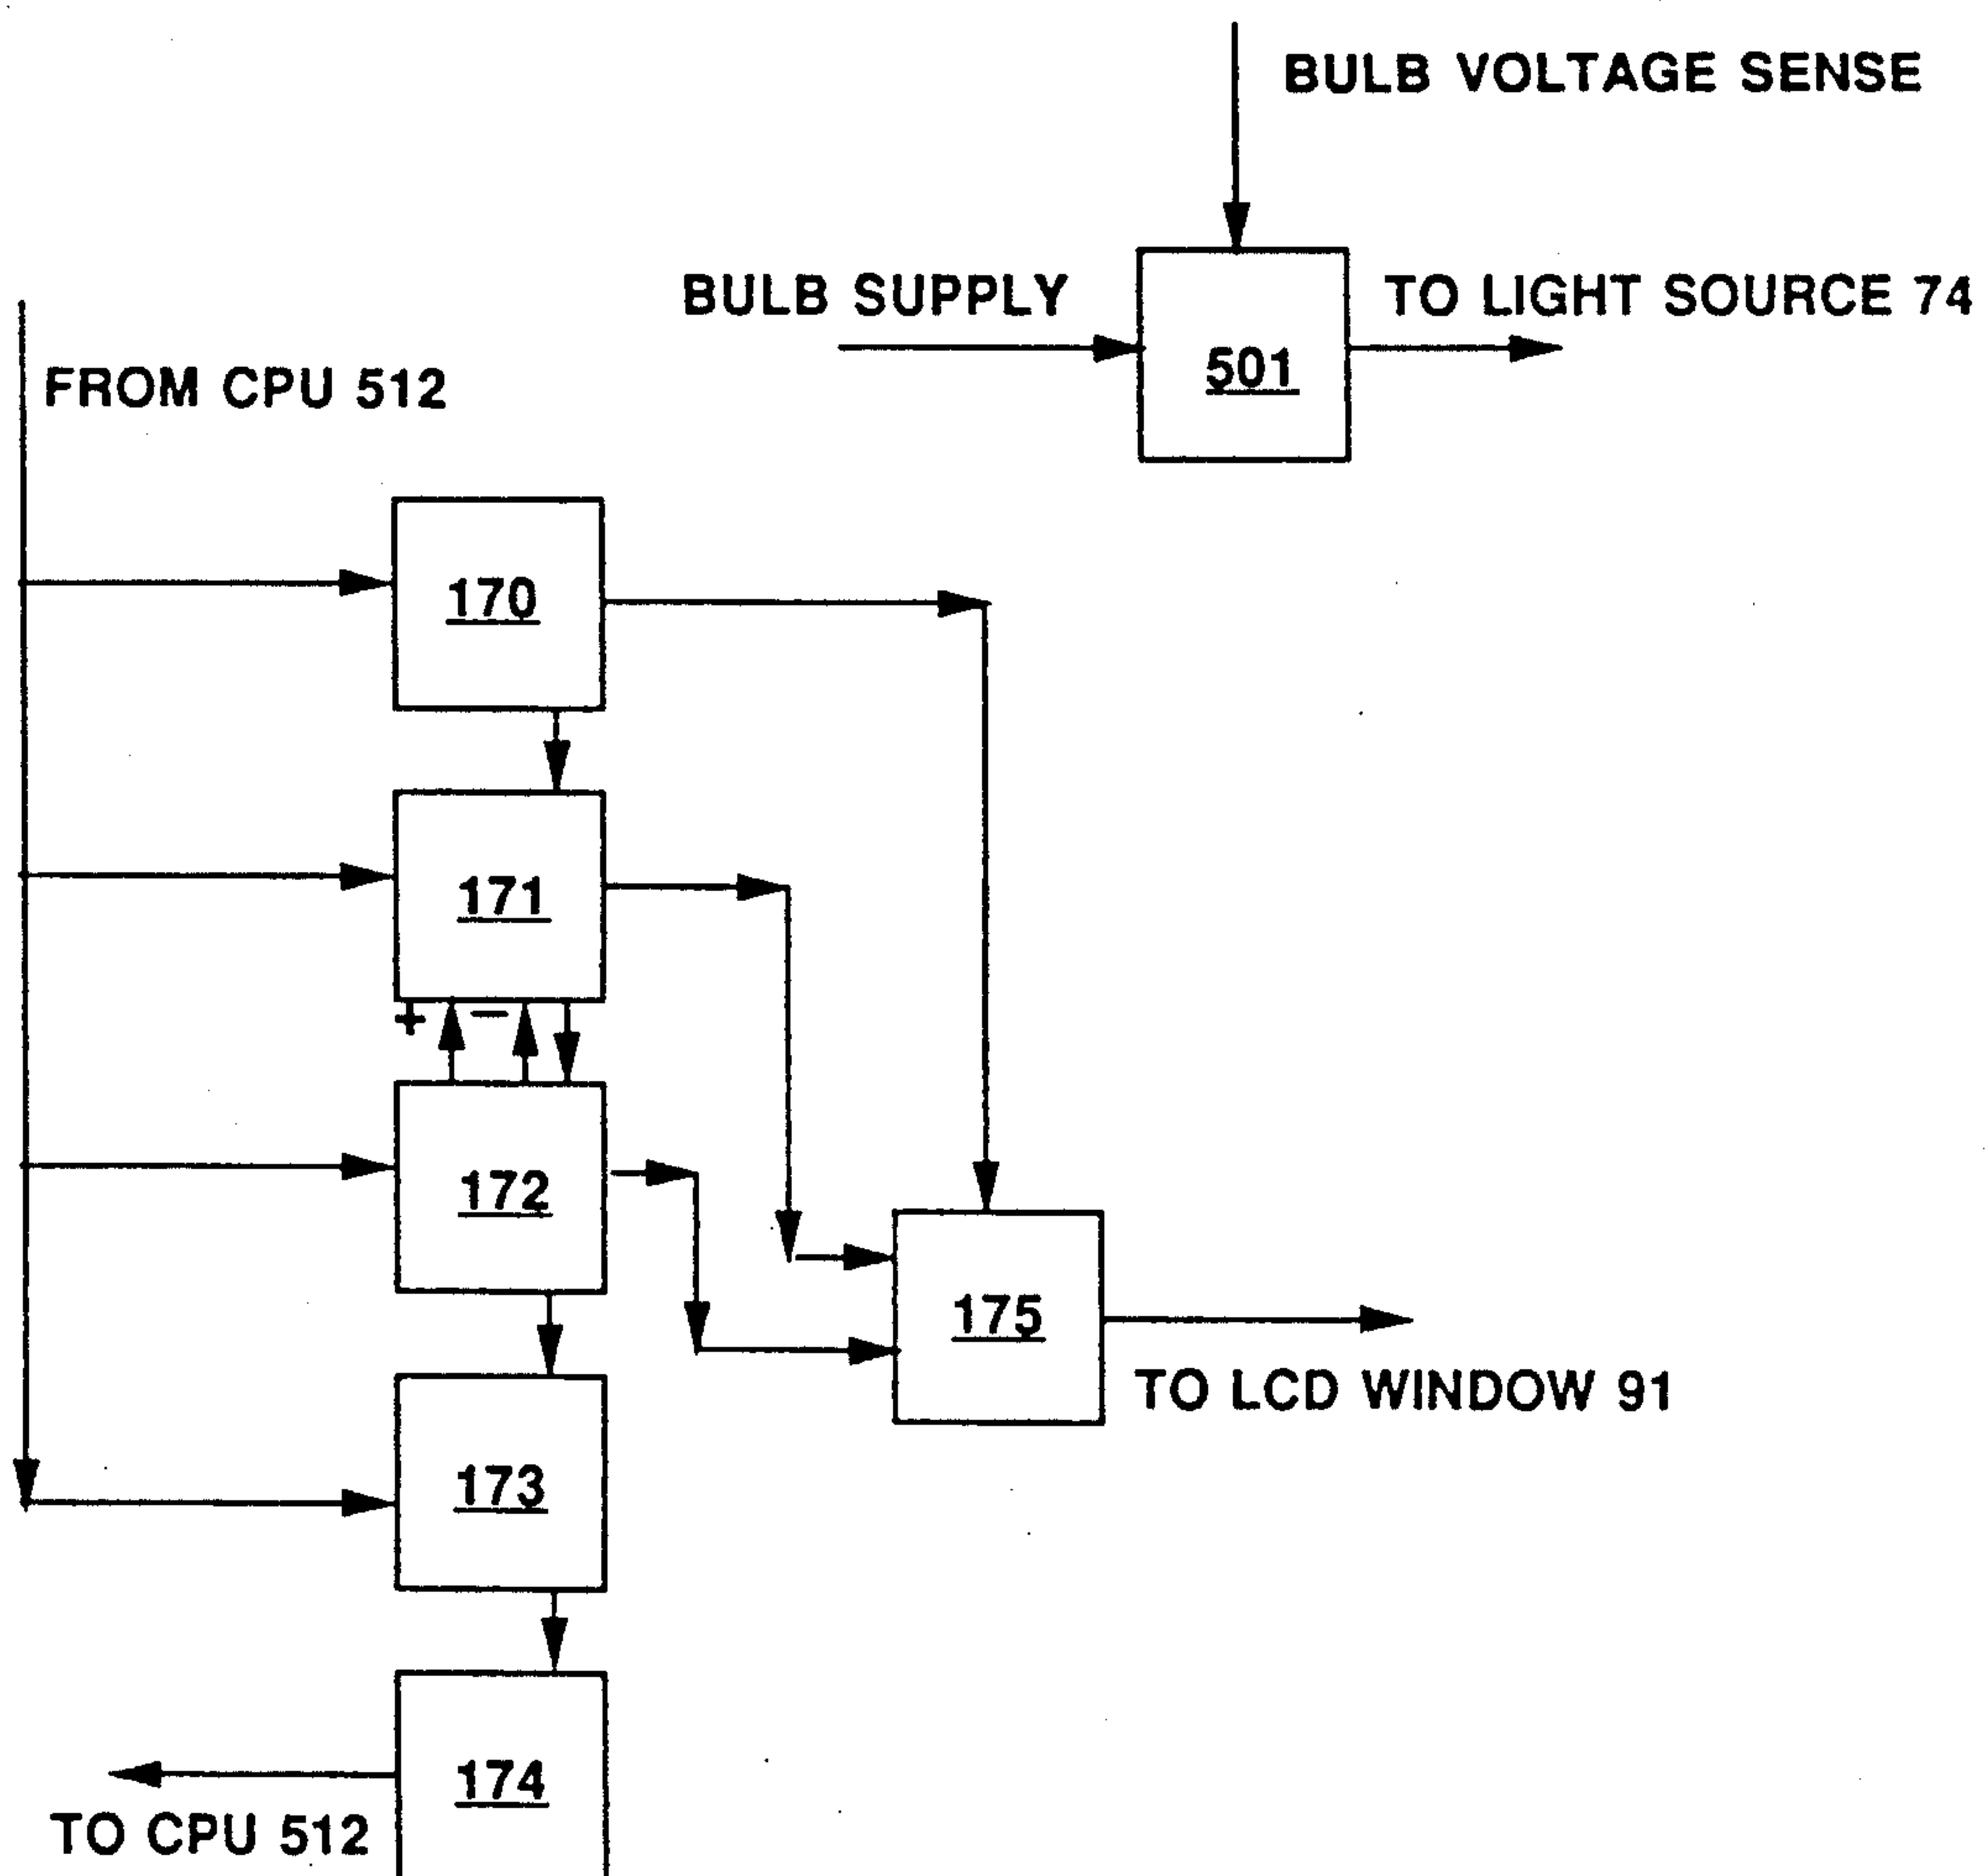 BULB VOLTAGE SENSE
BULB SUPPLY
TO LIGHT SOURCE 74
501
FROM CPU 512
170
171
+ −
172
175
TO LCD WINDOW 91
173
174
TO CPU 512